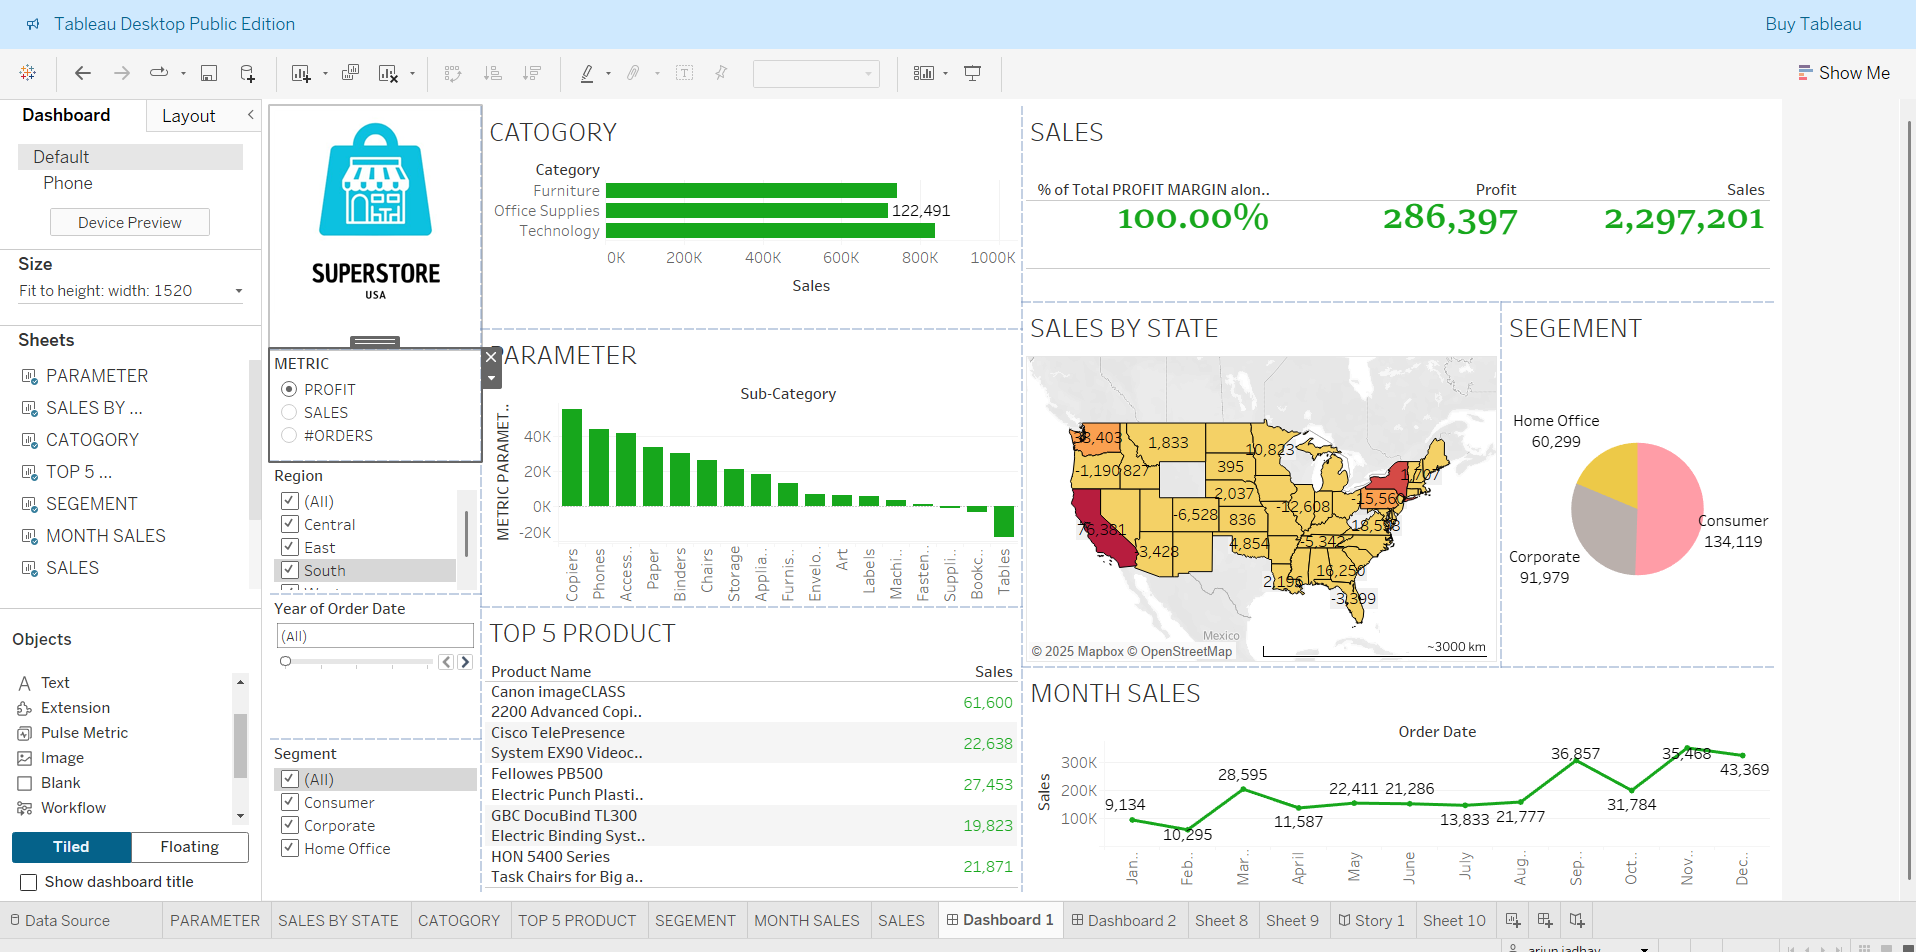 Tableau Desktop Public Edition
Buy Tableau
Show Me
Dashboard
Layout
Default
Phone
Device Preview
Size
Fit to height: width: 1520
Sheets
PARAMETER
SALES BY ...
CATOGORY
TOP 5 ...
SEGEMENT
MONTH SALES
SALES
Objects
Text
Extension
Pulse Metric
Image
Blank
Workflow
Tiled
Floating
Show dashboard title
SUPERSTORE
USA
METRIC
PROFIT
SALES
#ORDERS
Region
(All)
Central
East
South
Year of Order Date
(All)
Segment
(All)
Consumer
Corporate
Home Office
CATOGORY
Category
Furniture
Office Supplies
122,491
Technology
0K 200K 400K 600K 800K 1000K
Sales
PARAMETER
Sub-Category
METRIC PARAMET..
40K
20K
0K
-20K
Copiers
Phones
Access..
Paper
Binders
Chairs
Storage
Applia..
Furnis..
Envelo..
Art
Labels
Machi..
Fasten..
Suppli..
Bookc..
Tables
TOP 5 PRODUCT
Product Name Sales
Canon imageCLASS
2200 Advanced Copi..
61,600
Cisco TelePresence
System EX90 Videoc..
22,638
Fellowes PB500
Electric Punch Plasti..
27,453
GBC DocuBind TL300
Electric Binding Syst..
19,823
HON 5400 Series
Task Chairs for Big a..
21,871
SALES
% of Total PROFIT MARGIN alon.. Profit Sales
100.00% 286,397 2,297,201
SALES BY STATE
1,833
10,823
-1,190
827
395
1,707
2,037
-12,608
-15,560
-6,528
836
76,381
-3,428
4,854
-5,342
2,196
16,250
-3,399
Mexico
© 2025 Mapbox © OpenStreetMap
~3000 km
SEGEMENT
Home Office
60,299
Consumer
134,119
Corporate
91,979
MONTH SALES
Order Date
Sales
300K
200K
100K
9,134
10,295
28,595
11,587
22,411
21,286
13,833
21,777
36,857
31,784
35,468
43,369
Jan..
Feb..
Mar..
April
May
June
July
Aug..
Sep..
Oct..
Nov..
Dec..
Data Source
PARAMETER
SALES BY STATE
CATOGORY
TOP 5 PRODUCT
SEGEMENT
MONTH SALES
SALES
Dashboard 1
Dashboard 2
Sheet 8
Sheet 9
Story 1
Sheet 10
arjun jadhav